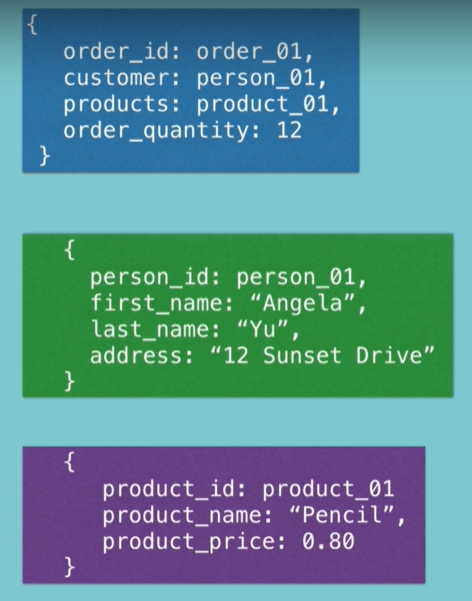 {
order_id: order_01,
customer: person_01,
products: product_01,
order_quantity: 12
}
{
person_id: person_01,
first_name: “Angela”,
last_name: “Yu”,
address: “12 Sunset Drive”
}
{
product_id: product_01
product_name: “Pencil”,
product_price: 0.80
}